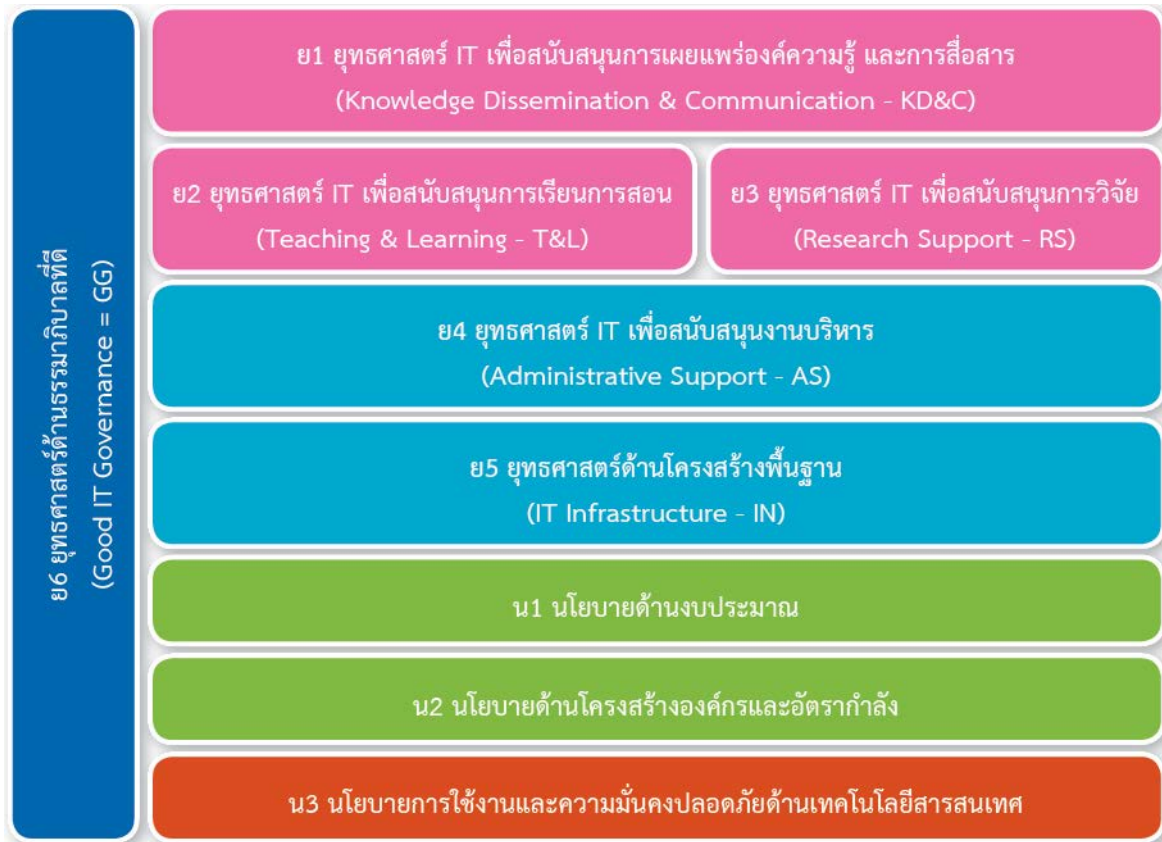 ย1 ยุทธศาสตร์ IT เพื่อสนับสนุนการเผยแพร่องค์ความรู้ และการสื่อสาร
(Knowledge Dissemination & Communication - KD&C)
ย2 ยุทธศาสตร์ IT เพื่อสนับสนุนการเรียนการสอน
(Teaching & Learning - T&L)
ย3 ยุทธศาสตร์ IT เพื่อสนับสนุนการวิจัย
(Research Support - RS)
ย4 ยุทธศาสตร์ IT เพื่อสนับสนุนงานบริหาร
(Administrative Support - AS)
ย5 ยุทธศาสตร์ด้านโครงสร้างพื้นฐาน
(IT Infrastructure - IN)
น1 นโยบายด้านงบประมาณ
น2 นโยบายด้านโครงสร้างองค์กรและอัตรากำลัง
น3 นโยบายการใช้งานและความมั่นคงปลอดภัยด้านเทคโนโลยีสารสนเทศ
ย6 ยุทธศาสตร์ด้านธรรมาภิบาลที่ดี
(Good IT Governance = GG)